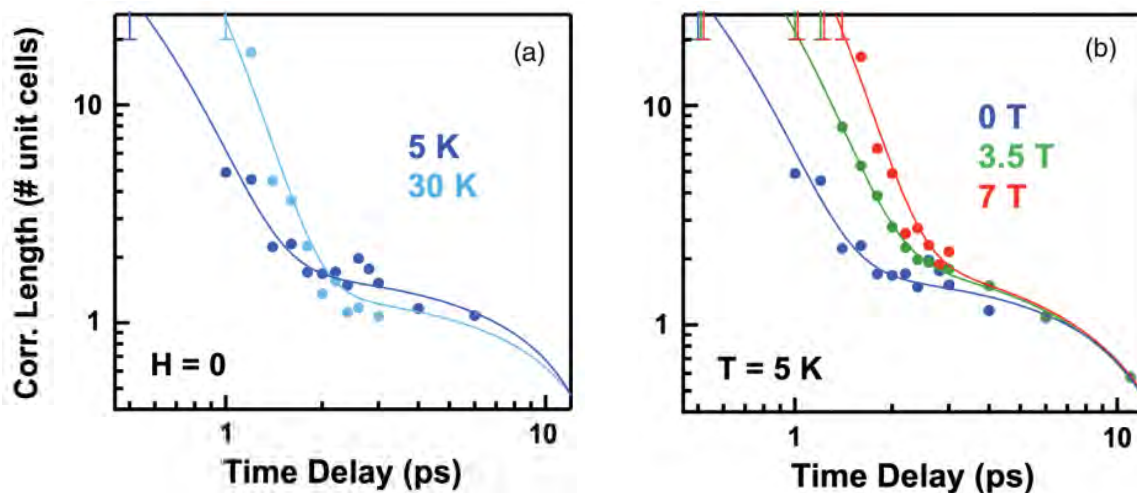 (a)
10
1
5 K
30 K
H = 0
1
10
Corr. Length (# unit cells)
Time Delay (ps)
(b)
10
1
0 T
3.5 T
7 T
T = 5 K
1
10
Time Delay (ps)